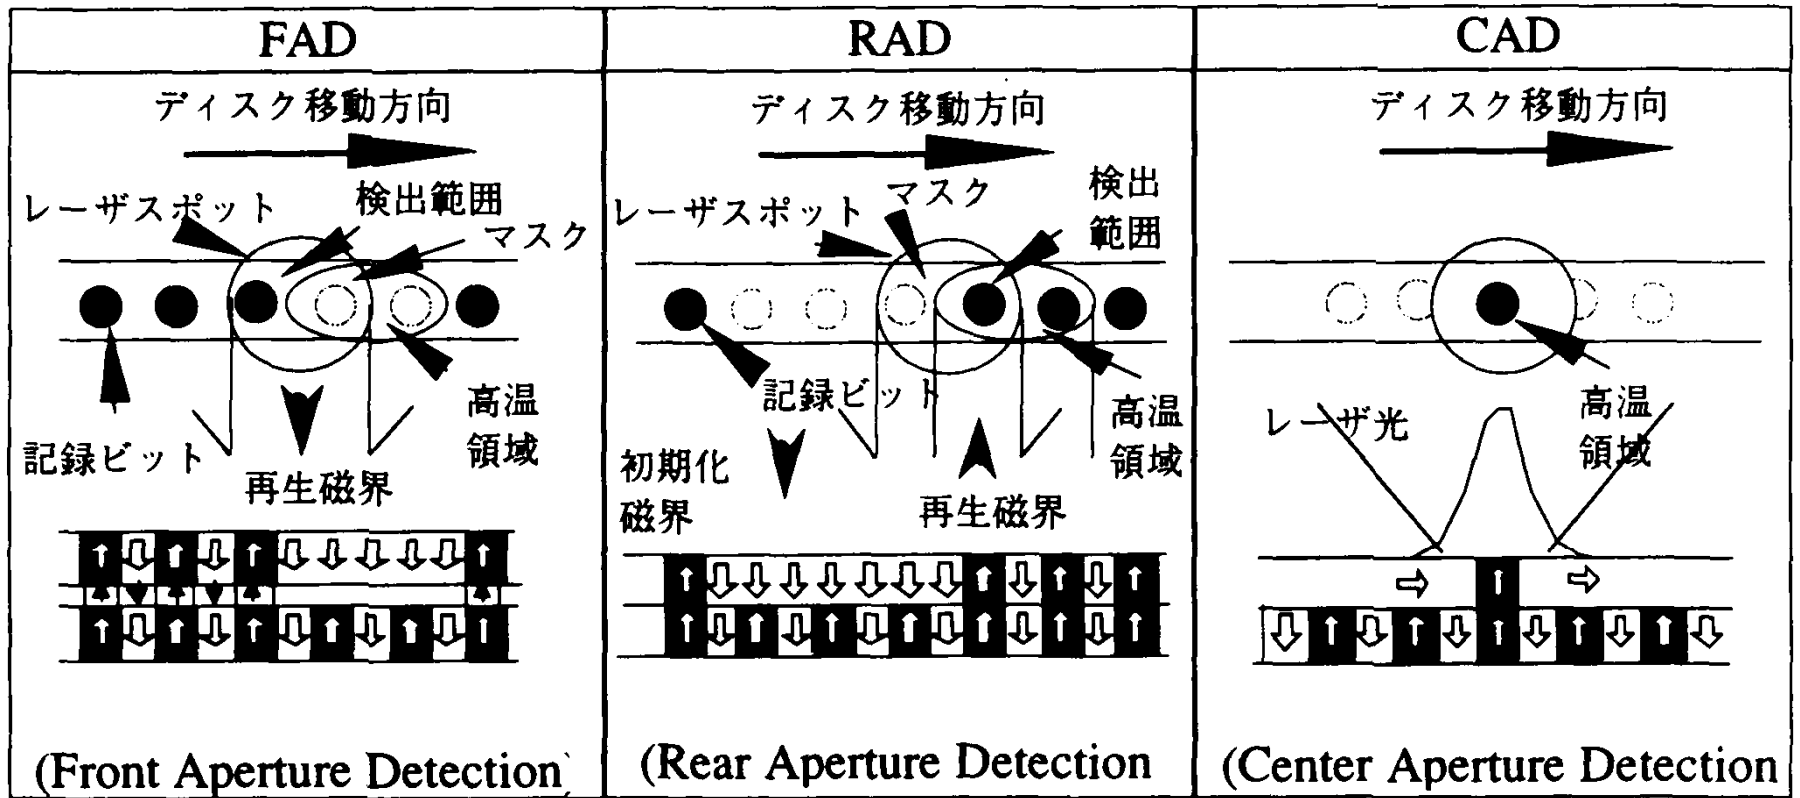 FAD
RAD
CAD
ディスク移動方向
レーザスポット
検出範囲
マスク
記録ビット
再生磁界
高温
領域
(Front Aperture Detection)
ディスク移動方向
レーザスポット
マスク
検出
範囲
記録ビット
初期化
磁界
再生磁界
高温
領域
(Rear Aperture Detection
ディスク移動方向
レーザ光
高温
領域
(Center Aperture Detection